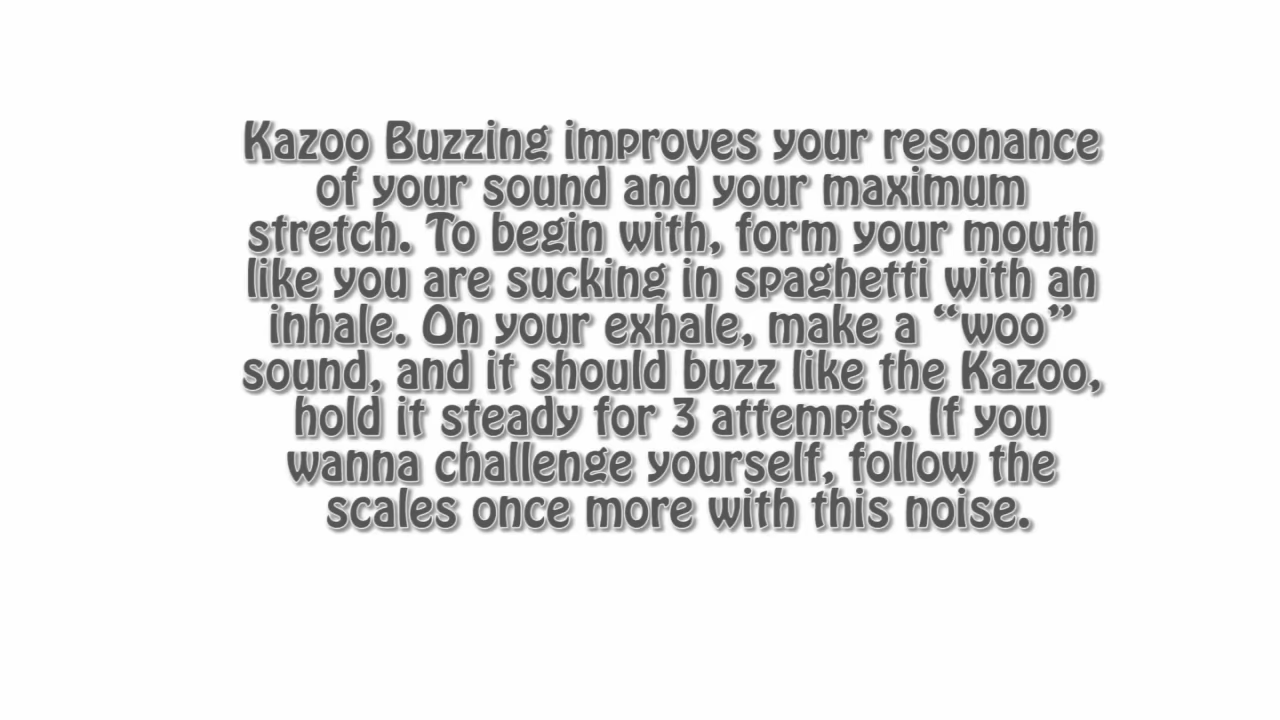 Kazoo Buzzing improves your resonance
of your sound and your maximum
stretch. To begin with, form your mouth
like you are sucking in spaghetti with an
inhale. On your exhale, make a “woo”
sound, and it should buzz like the Kazoo,
hold it steady for 3 attempts. If you
wanna challenge yourself, follow the
scales once more with this noise.